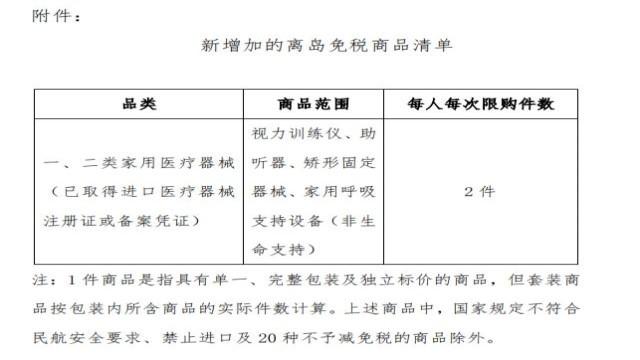 附件：
新增加的离岛免税商品清单
品类 商品范围 每人每次限购件数
一、二类家用医疗器械
（已取得进口医疗器械
注册证或备案凭证）
视力训练仪、助
听器、矫形固定
器械、家用呼吸
支持设备（非生
命支持）
2 件
注：1 件商品是指具有单一、完整包装及独立标价的商品，但套装商
品按包装内所含商品的实际件数计算。上述商品中，国家规定不符合
民航安全要求、禁止进口及 20 种不予减免税的商品除外。